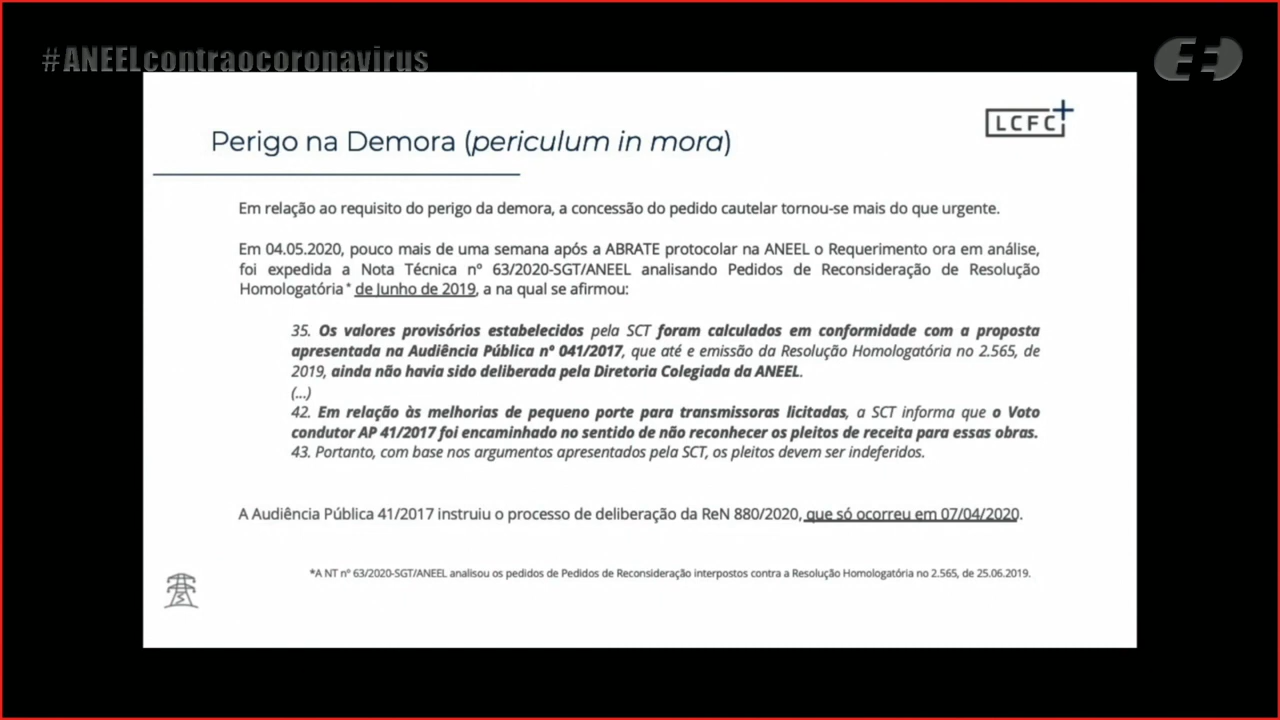 #ANEELcontraocoronavirus
LCFC
Perigo na Demora (periculum in mora)
Em relação ao requisito do perigo da demora, a concessão do pedido cautelar tornou-se mais do que urgente.
Em 04.05.2020, pouco mais de uma semana após a ABRATE protocolar na ANEEL o Requerimento ora em análise,
foi expedida a Nota Técnica nº 63/2020-SGT/ANEEL analisando Pedidos de Reconsideração de Resolução
Homologatória* de Junho de 2019, a na qual se afirmou:
35. Os valores provisórios estabelecidos pela SCT foram calculados em conformidade com a proposta
apresentada na Audiência Pública nº 041/2017, que até e emissão da Resolução Homologatória no 2.565, de
2019, ainda não havia sido deliberada pela Diretoria Colegiada da ANEEL.
(...)
42. Em relação às melhorias de pequeno porte para transmissoras licitadas, a SCT informa que o Voto
condutor AP 41/2017 foi encaminhado no sentido de não reconhecer os pleitos de receita para essas obras.
43. Portanto, com base nos argumentos apresentados pela SCT, os pleitos devem ser indeferidos.
A Audiência Pública 41/2017 instruiu o processo de deliberação da ReN 880/2020, que só ocorreu em 07/04/2020.
*A NT nº 63/2020-SGT/ANEEL analisou os pedidos de Pedidos de Reconsideração interpostos contra a Resolução Homologatória no 2.565, de 25.06.2019.